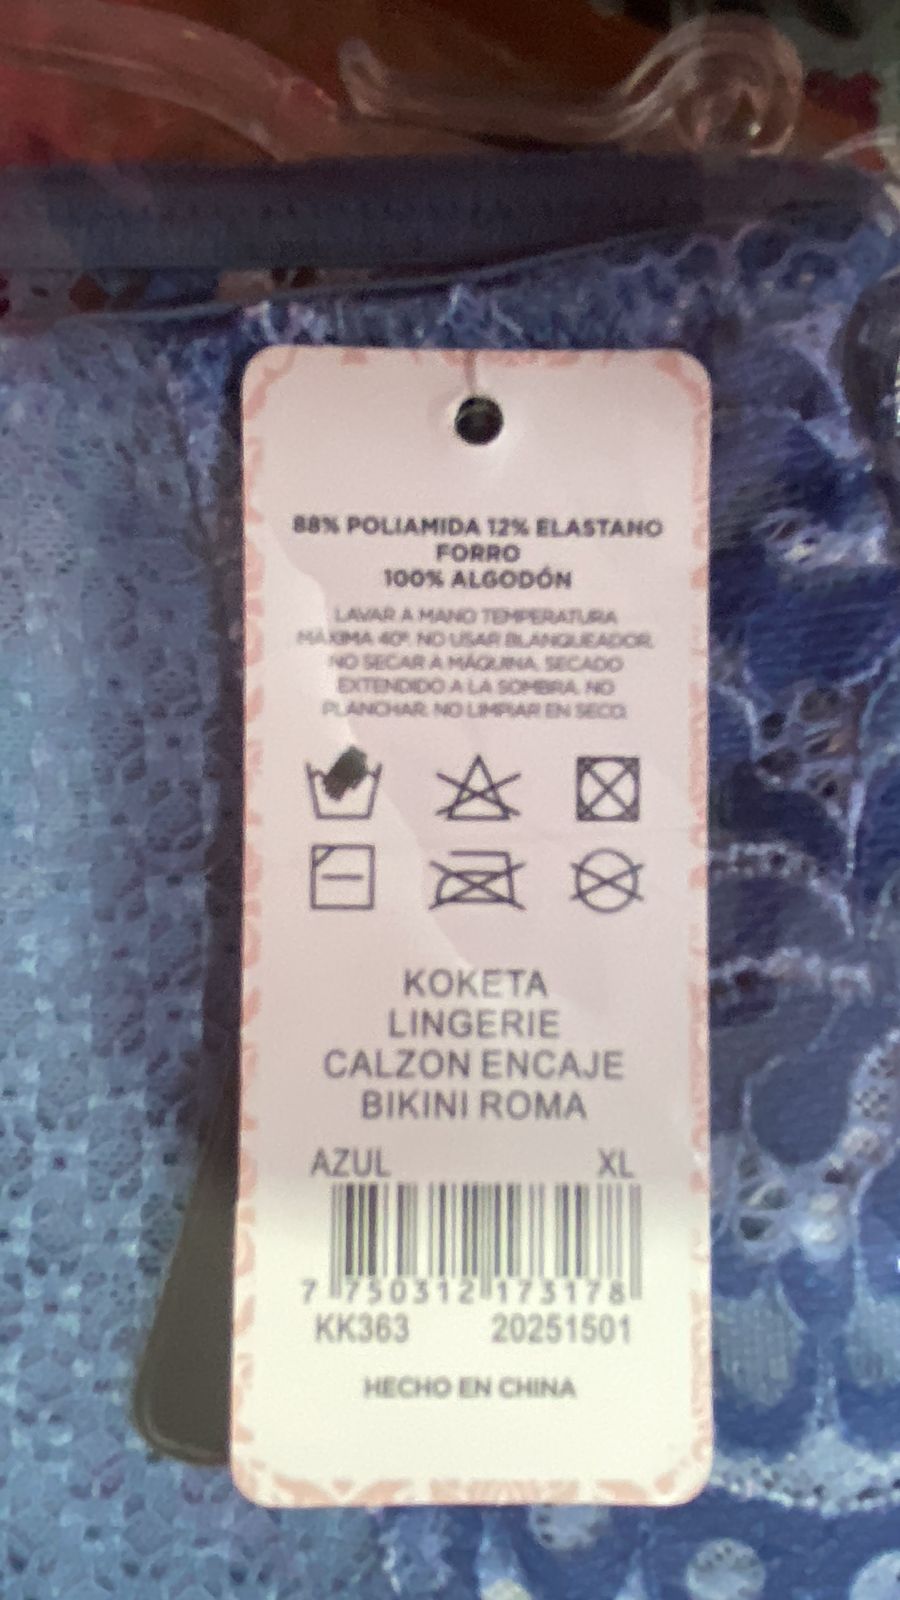 88% POLIAMIDA 12% ELASTANO
FORRO
100% ALGODÓN
LAVAR A MANO TEMPERATURA
MÁXIMA 40º. NO USAR BLANQUEADOR.
NO SECAR A MÁQUINA. SECADO
EXTENDIDO A LA SOMBRA. NO
PLANCHAR. NO LIMPIAR EN SECO.
KOKETA
LINGERIE
CALZON ENCAJE
BIKINI ROMA
AZUL XL
7 750312 173178
KK363 20251501
HECHO EN CHINA